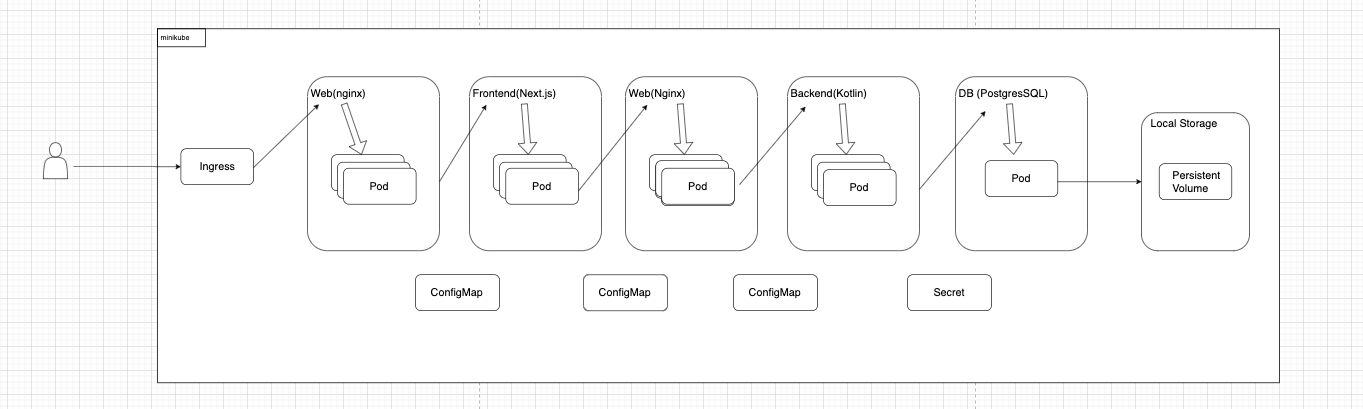 minikube
Web(nginx)
Frontend(Next.js)
Web(Nginx)
Backend(Kotlin)
DB (PostgresSQL)
Local Storage
Ingress
Pod
Pod
Pod
Pod
Pod
Persistent
Volume
ConfigMap
ConfigMap
ConfigMap
Secret